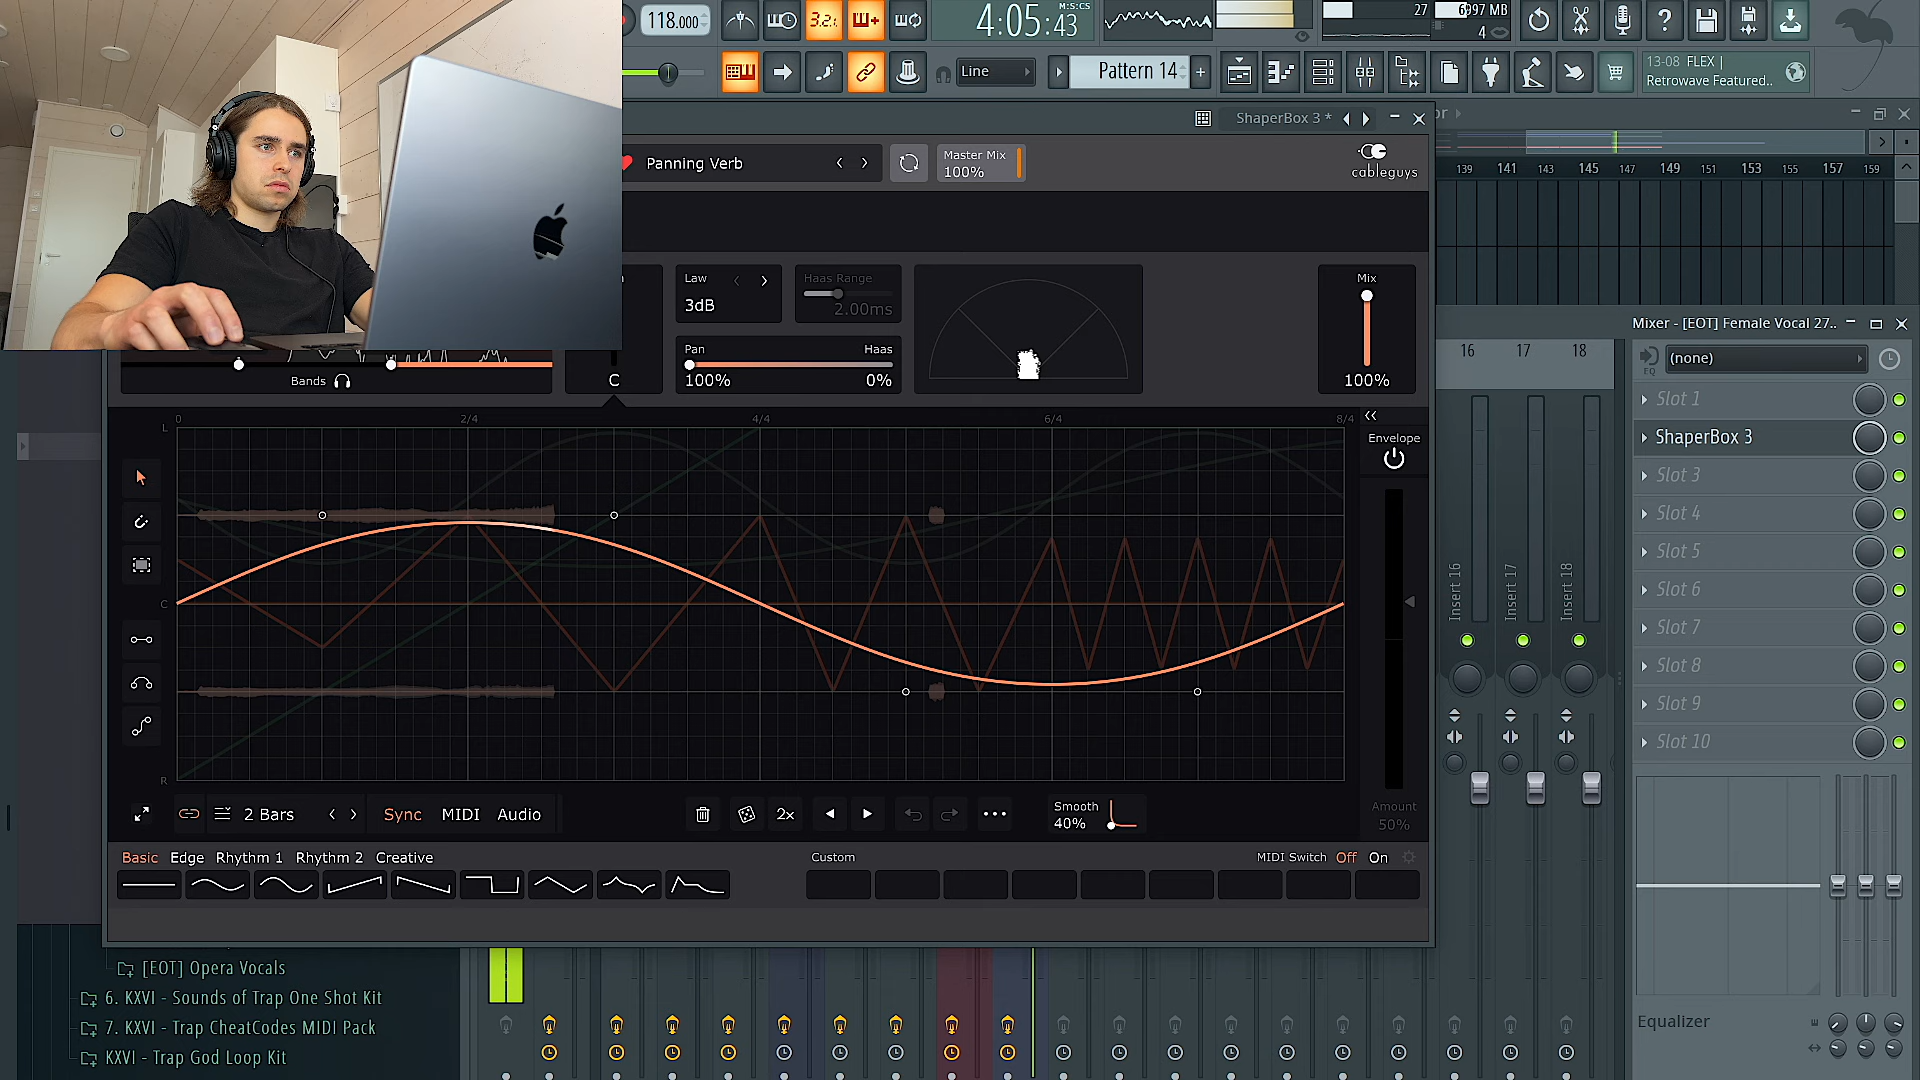 118.000
3.2.
4:05:43
M:S:CS
27
6997 MB
4
Line
Pattern 14
13-08 FLEX |
Retrowave Featured..
ShaperBox 3 *
Panning Verb
Master Mix
100%
cableguys
139 141 143 145 147 149 151 153 155 157 159
Law
3dB
Haas Range
2.00ms
Pan
Haas
100%
0%
Mix
100%
Bands
C
Mixer - [EOT] Female Vocal 27..
16 17 18
(none)
EQ
Slot 1
ShaperBox 3
Slot 3
Slot 4
Slot 5
Slot 6
Slot 7
Slot 8
Slot 9
Slot 10
Insert 16
Insert 17
Insert 18
0 2/4 4/4 6/4 8/4
L
C
R
Envelope
Amount
50%
2 Bars
Sync MIDI Audio
2x
Smooth
40%
Basic Edge Rhythm 1 Rhythm 2 Creative
Custom
MIDI Switch Off On
[EOT] Opera Vocals
6. KXVI - Sounds of Trap One Shot Kit
7. KXVI - Trap CheatCodes MIDI Pack
KXVI - Trap God Loop Kit
Equalizer